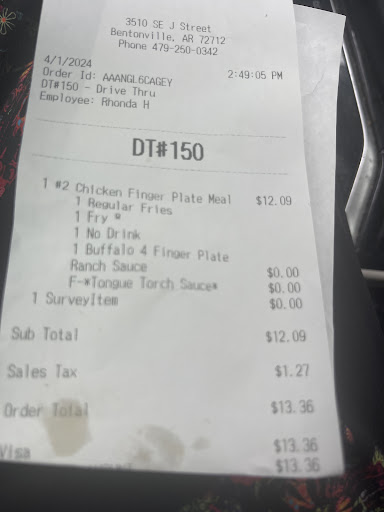 3510 SE J Street
Bentonville, AR 72712
Phone 479-250-0342
4/1/2024 2:49:05 PM
Order Id: AAANGL6CAGEY
DT#150 - Drive Thru
Employee: Rhonda H
DT#150
1 #2 Chicken Finger Plate Meal $12.09
1 Regular Fries
1 Fry *
1 No Drink
1 Buffalo 4 Finger Plate
Ranch Sauce $0.00
F-*Tongue Torch Sauce* $0.00
1 SurveyItem $0.00
Sub Total $12.09
Sales Tax $1.27
Order Total $13.36
Visa $13.36
$13.36